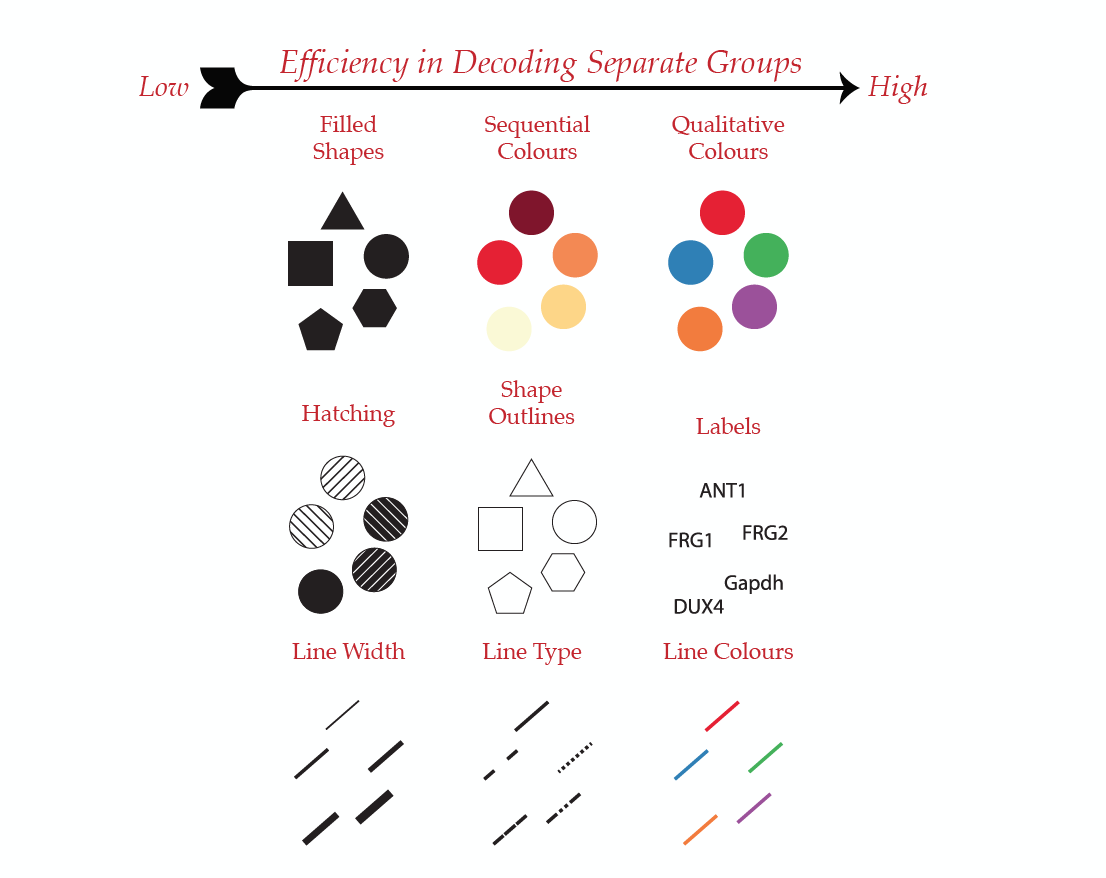 Efficiency in Decoding Separate Groups
Low
High
Filled
Shapes
Sequential
Colours
Qualitative
Colours
Hatching
Shape
Outlines
Labels
ANT1
FRG1
FRG2
Gapdh
DUX4
Line Width
Line Type
Line Colours